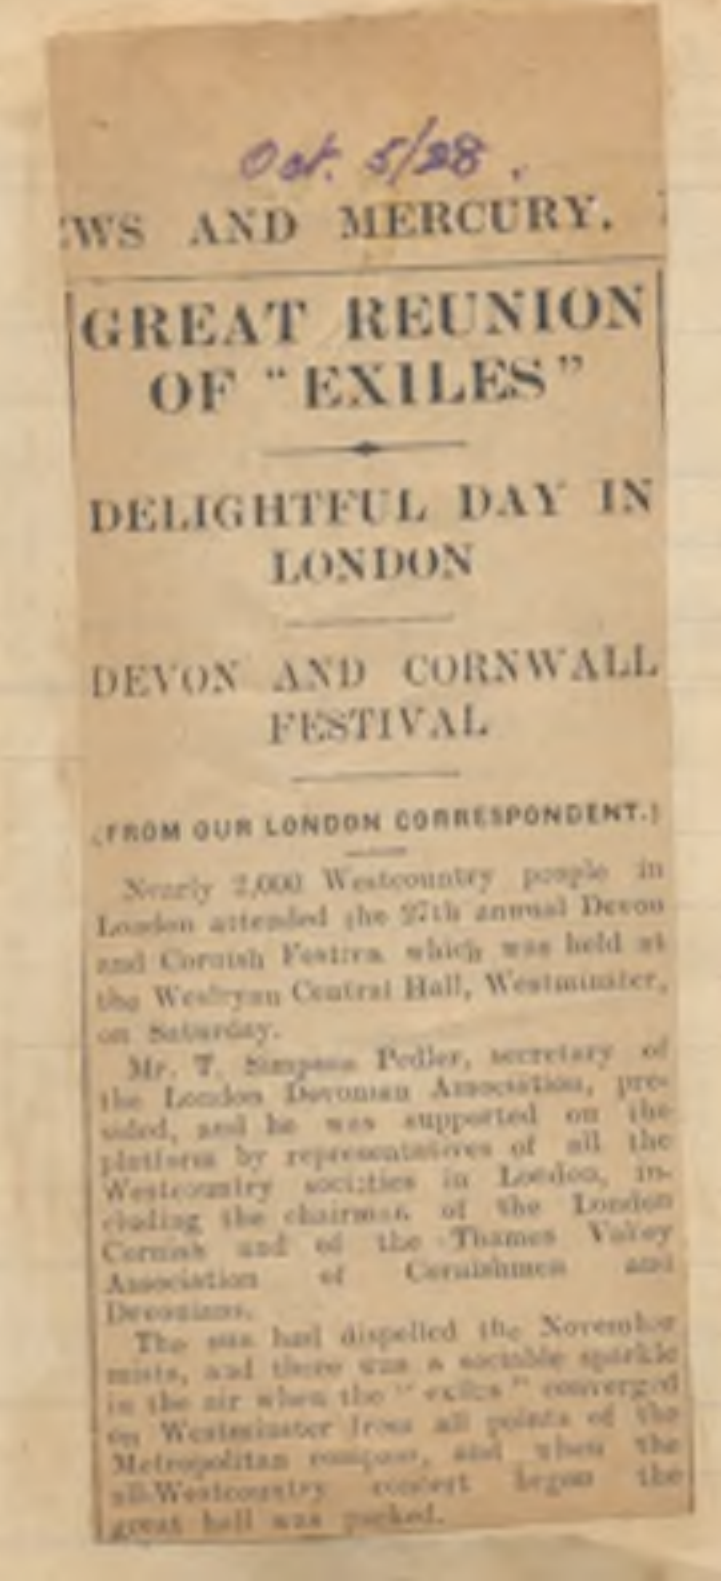 Oct. 5/28.
EWS AND MERCURY.
GREAT REUNION
OF "EXILES"
DELIGHTFUL DAY IN
LONDON
DEVON AND CORNWALL
FESTIVAL
(FROM OUR LONDON CORRESPONDENT.)
Nearly 2,000 Westcountry people in
London attended the 27th annual Devon
and Cornish Festival which was held at
the Wesleyan Central Hall, Westminster,
on Saturday.
Mr. T. Simpson Pedler, secretary of
the London Devonian Association, pre-
sided, and he was supported on the
platform by representatives of all the
Westcountry societies in London, in-
cluding the chairman of the London
Cornish and of the Thames Valley
Association of Cornishmen and
Devonians.
The sun had dispelled the November
mists, and there was a sociable sparkle
in the air when the "exiles" converged
on Westminster from all points of the
Metropolitan compass, and when the
all-Westcountry concert began the
great hall was packed.